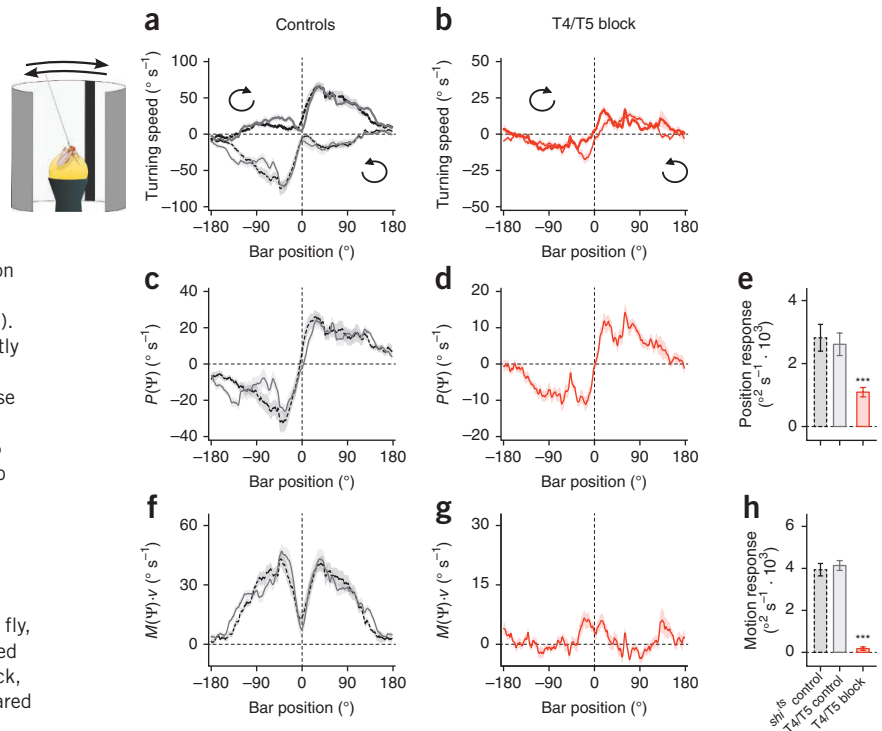 a Controls
b T4/T5 block
Turning speed (° s⁻¹)
100
50
0
−50
−100
−180 −90 0 90 180
Bar position (°)
Turning speed (° s⁻¹)
50
25
0
−25
−50
−180 −90 0 90 180
Bar position (°)
on
).
tly
se
fly,
ed
ck,
ared
c
P(Ψ) (° s⁻¹)
40
20
0
−20
−40
−180 −90 0 90 180
Bar position (°)
d
P(Ψ) (° s⁻¹)
20
10
0
−10
−20
−180 −90 0 90 180
Bar position (°)
e
Position response
(°² s⁻¹ · 10³)
4
2
0
***
f
M(Ψ)·v (° s⁻¹)
60
30
0
−180 −90 0 90 180
Bar position (°)
g
M(Ψ)·v (° s⁻¹)
30
15
0
−180 −90 0 90 180
Bar position (°)
h
Motion response
(°² s⁻¹ · 10³)
6
4
2
0
***
shi^ts control
T4/T5 control
T4/T5 block